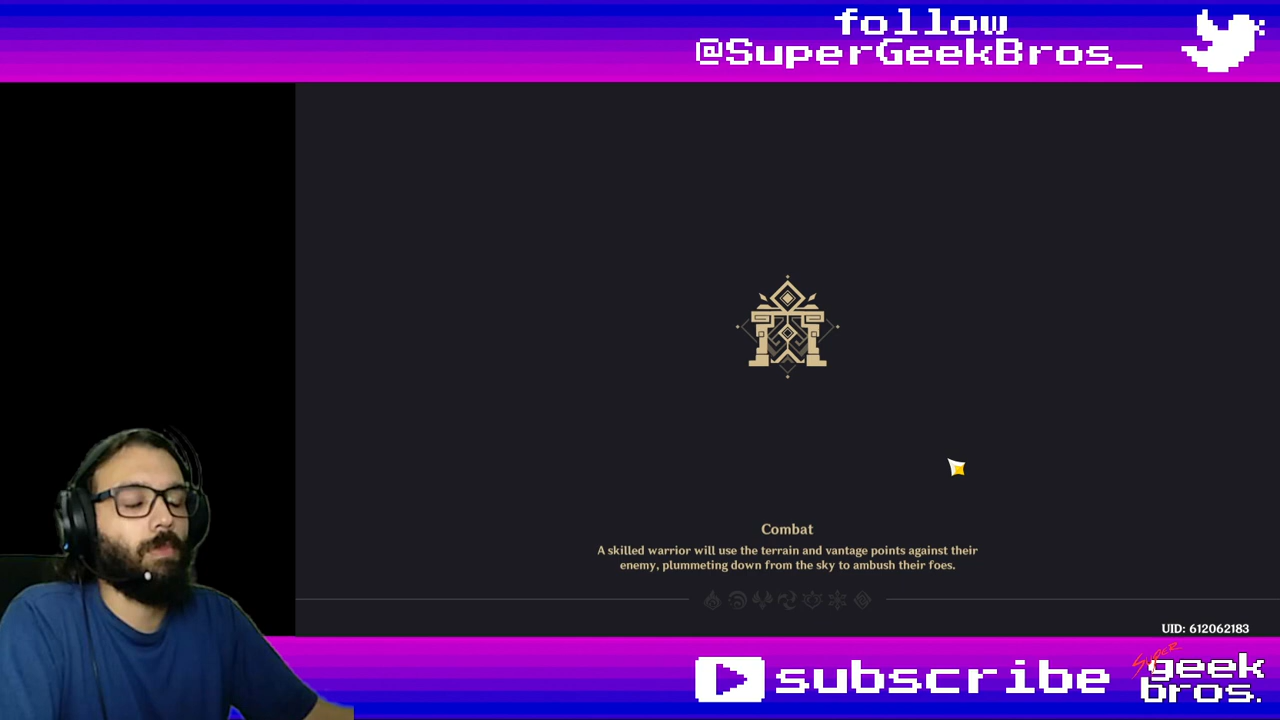 follow
@SuperGeekBros_
Combat
A skilled warrior will use the terrain and vantage points against their
enemy, plummeting down from the sky to ambush their foes.
UID: 612062183
subscribe
Super
geek
bros.